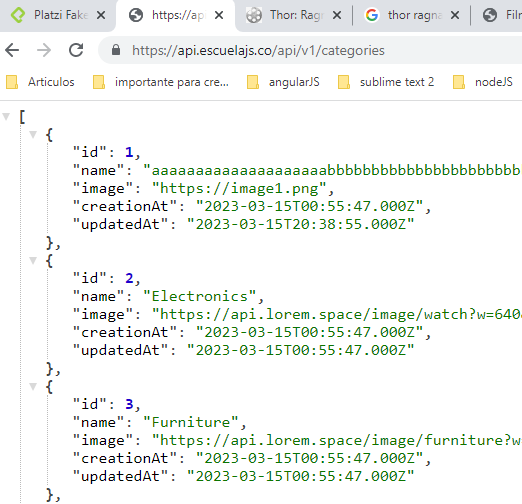 Platzi Fake
https://ap
Thor: Ragn
thor ragna
Film
https://api.escuelajs.co/api/v1/categories
Articulos
importante para cre...
angularJS
sublime text 2
nodeJS
[
{
"id": 1,
"name": "aaaaaaaaaaaaaaaaaaaabbbbbbbbbbbbbbbbbbbbbb
"image": "https://image1.png",
"creationAt": "2023-03-15T00:55:47.000Z",
"updatedAt": "2023-03-15T20:38:55.000Z"
},
{
"id": 2,
"name": "Electronics",
"image": "https://api.lorem.space/image/watch?w=640&
"creationAt": "2023-03-15T00:55:47.000Z",
"updatedAt": "2023-03-15T00:55:47.000Z"
},
{
"id": 3,
"name": "Furniture",
"image": "https://api.lorem.space/image/furniture?w
"creationAt": "2023-03-15T00:55:47.000Z",
"updatedAt": "2023-03-15T00:55:47.000Z"
},